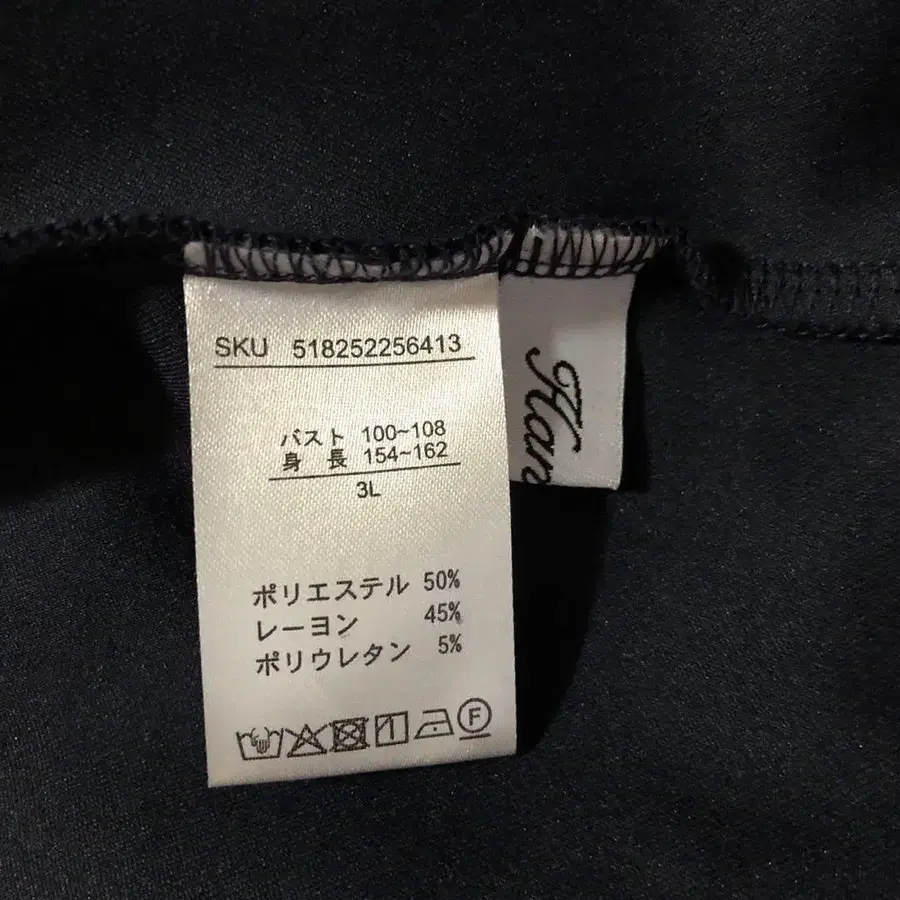 SKU 518252256413
バスト 100~108
身 長 154~162
3L
ポリエステル 50%
レーヨン 45%
ポリウレタン 5%
F
Han